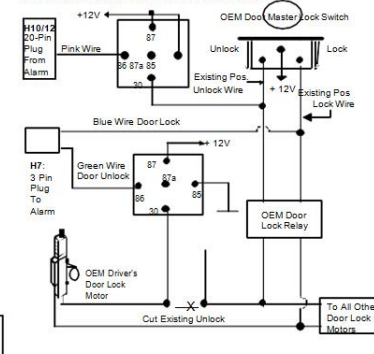 +12V
OEM Door Master Lock Switch
H10/12
20-Pin
Plug
From
Alarm
Pink Wire
87
86 87a 85
30
Unlock
Lock
Existing Pos.
Unlock Wire
+ 12V
Existing Pos
Lock Wire
Blue Wire Door Lock
+ 12V
H7:
3 Pin
Plug
To
Alarm
Green Wire
Door Unlock
87
87a
86
85
30
OEM Door
Lock Relay
OEM Driver's
Door Lock
Motor
X
Cut Existing Unlock
To All Othe
Door Lock
Motors